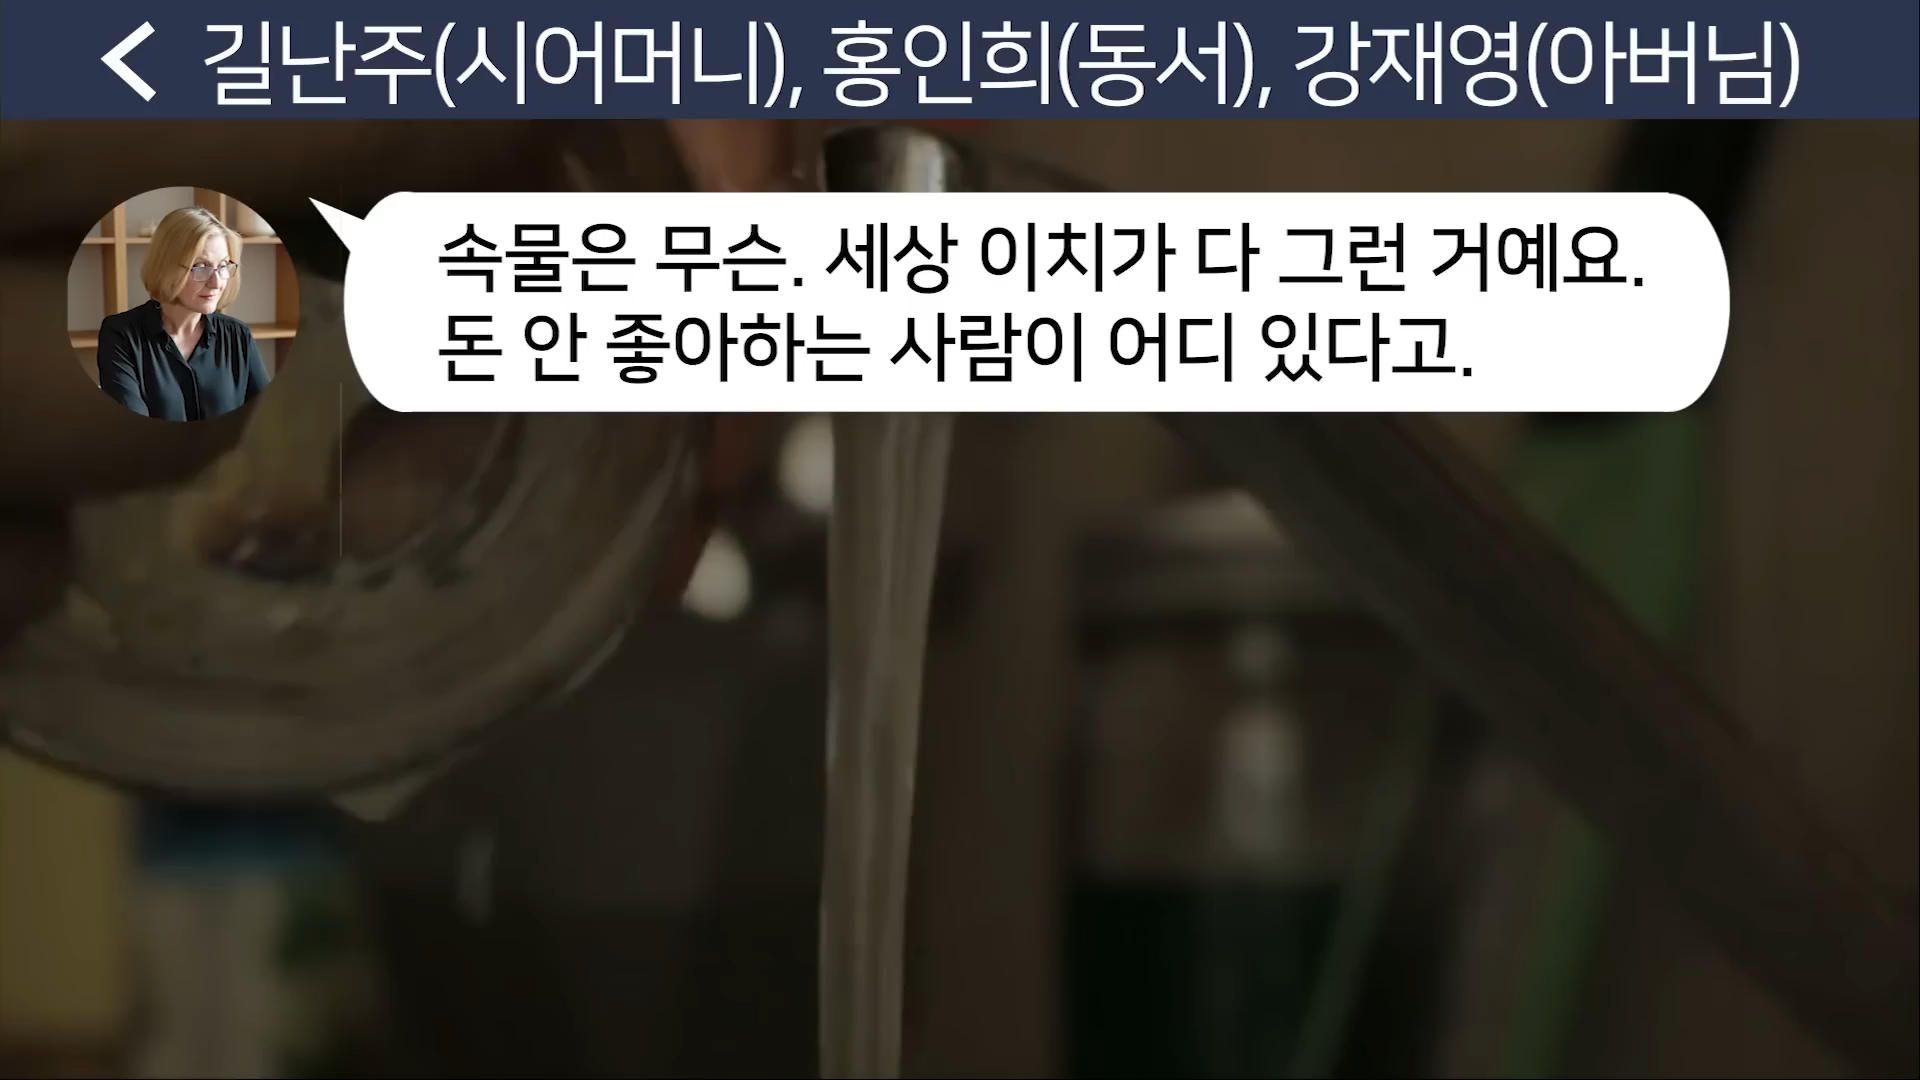 길난주(시어머니), 홍인희(동서), 강재영(아버님)
속물은 무슨. 세상 이치가 다 그런 거예요.
돈 안 좋아하는 사람이 어디 있다고.